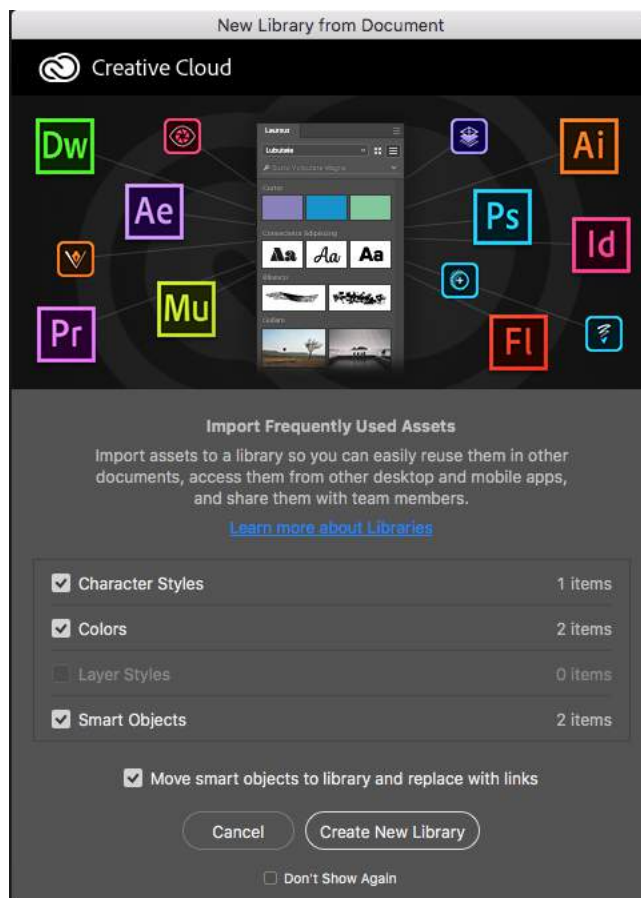 New Library from Document
Creative Cloud
Dw
Ai
Ae
Ps
Id
Mu
Pr
Fl
Aa Aa Aa
Import Frequently Used Assets
Import assets to a library so you can easily reuse them in other
documents, access them from other desktop and mobile apps,
and share them with team members.
Learn more about Libraries
Character Styles 1 items
Colors 2 items
Layer Styles 0 items
Smart Objects 2 items
Move smart objects to library and replace with links
Cancel Create New Library
Don't Show Again